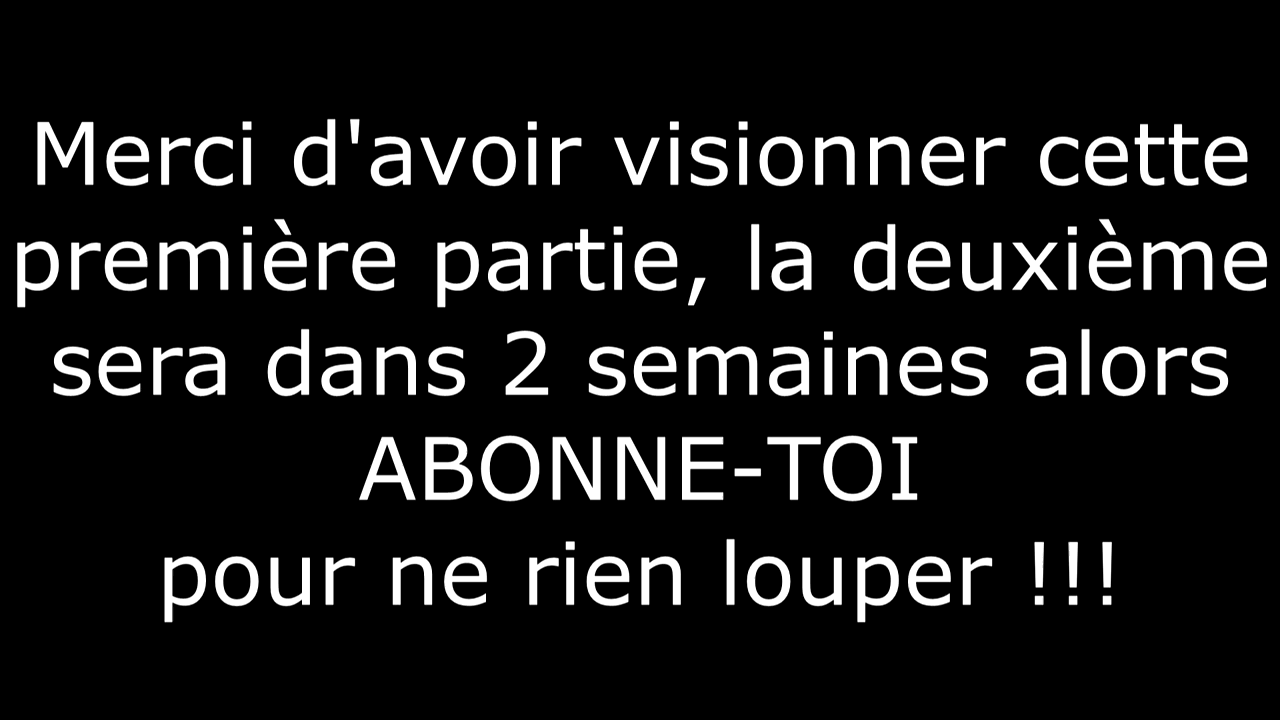 Merci d'avoir visionner cette
première partie, la deuxième
sera dans 2 semaines alors
ABONNE-TOI
pour ne rien louper !!!